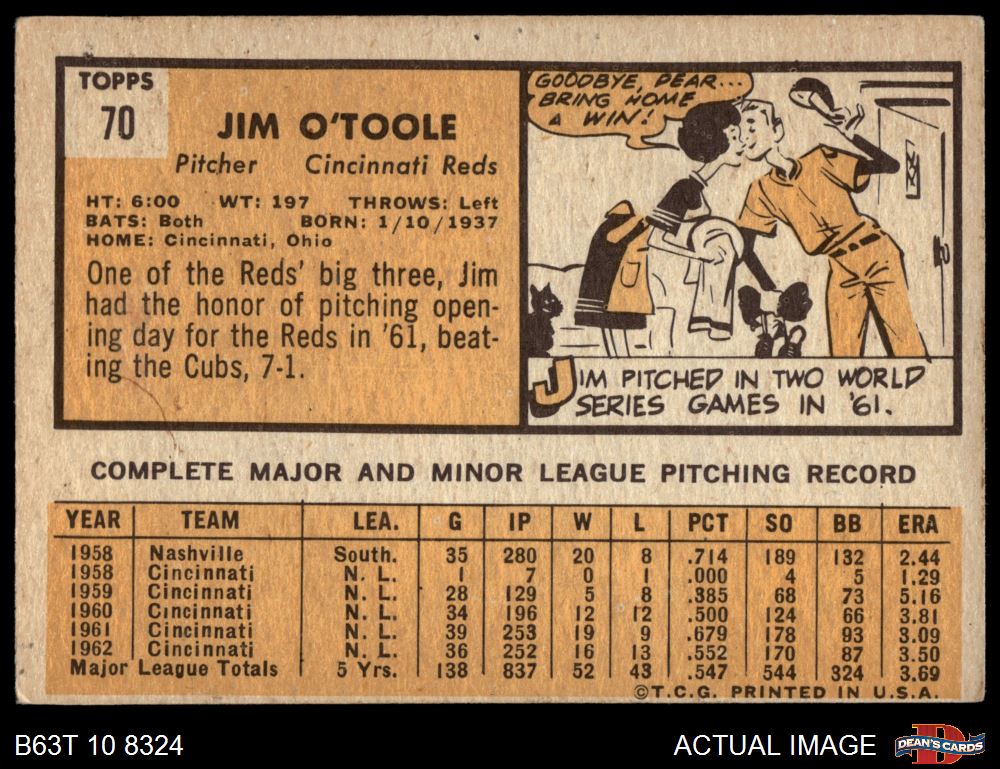 TOPPS
70
JIM O'TOOLE
Pitcher Cincinnati Reds
HT: 6:00 WT: 197 THROWS: Left
BATS: Both BORN: 1/10/1937
HOME: Cincinnati, Ohio
One of the Reds' big three, Jim
had the honor of pitching open-
ing day for the Reds in '61, beat-
ing the Cubs, 7-1.
GOODBYE, DEAR...
BRING HOME
A WIN!
JIM PITCHED IN TWO WORLD
SERIES GAMES IN '61.
COMPLETE MAJOR AND MINOR LEAGUE PITCHING RECORD
YEAR TEAM LEA. G IP W L PCT SO BB ERA
1958 Nashville South. 35 280 20 8 .714 189 132 2.44
1958 Cincinnati N. L. 1 7 0 1 .000 4 5 1.29
1959 Cincinnati N. L. 28 129 5 8 .385 68 73 5.16
1960 Cincinnati N. L. 34 196 12 12 .500 124 66 3.81
1961 Cincinnati N. L. 39 253 19 9 .679 178 93 3.09
1962 Cincinnati N. L. 36 252 16 13 .552 170 87 3.50
Major League Totals 5 Yrs. 138 837 52 43 .547 544 324 3.69
©T.C.G. PRINTED IN U.S.A.
B63T 10 8324
ACTUAL IMAGE
D
DEAN'S CARDS